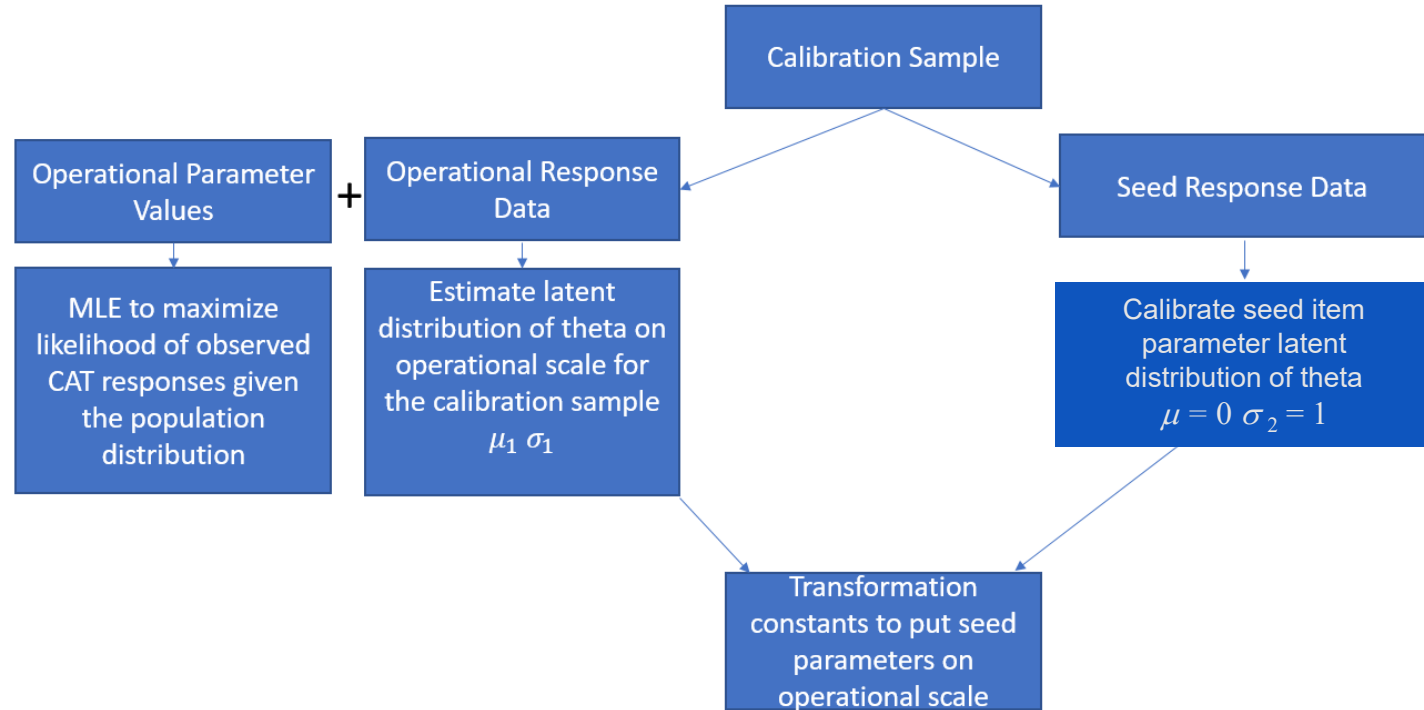 Calibration Sample
Operational Parameter
Values
+
Operational Response
Data
Seed Response Data
MLE to maximize
likelihood of observed
CAT responses given
the population
distribution
Estimate latent
distribution of theta on
operational scale for
the calibration sample
μ₁ σ₁
Calibrate seed item
parameter latent
distribution of theta
μ = 0 σ₂ = 1
Transformation
constants to put seed
parameters on
operational scale